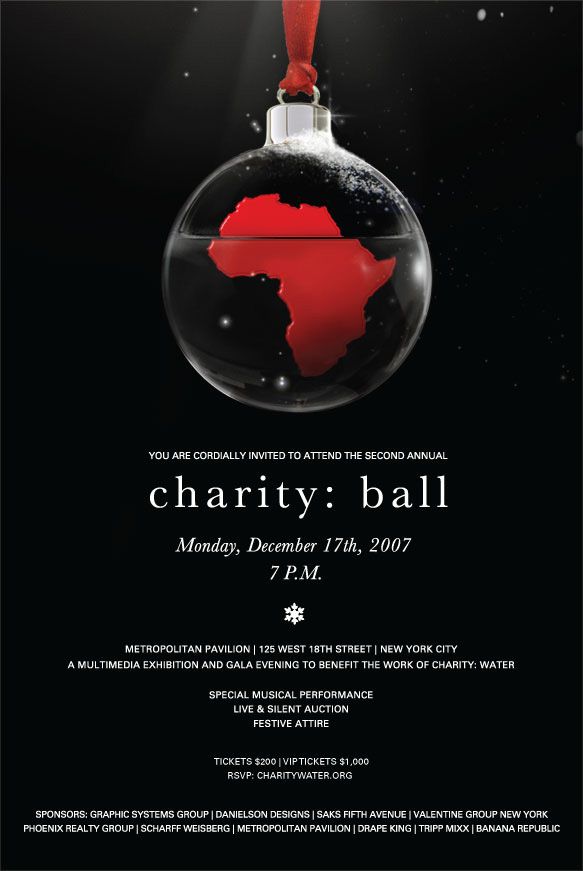 YOU ARE CORDIALLY INVITED TO ATTEND THE SECOND ANNUAL
charity: ball
Monday, December 17th, 2007
7 P.M.
METROPOLITAN PAVILION | 125 WEST 18TH STREET | NEW YORK CITY
A MULTIMEDIA EXHIBITION AND GALA EVENING TO BENEFIT THE WORK OF CHARITY: WATER
SPECIAL MUSICAL PERFORMANCE
LIVE & SILENT AUCTION
FESTIVE ATTIRE
TICKETS $200 | VIP TICKETS $1,000
RSVP: CHARITYWATER.ORG
SPONSORS: GRAPHIC SYSTEMS GROUP | DANIELSON DESIGNS | SAKS FIFTH AVENUE | VALENTINE GROUP NEW YORK
PHOENIX REALTY GROUP | SCHARFF WEISBERG | METROPOLITAN PAVILION | DRAPE KING | TRIPP MIXX | BANANA REPUBLIC